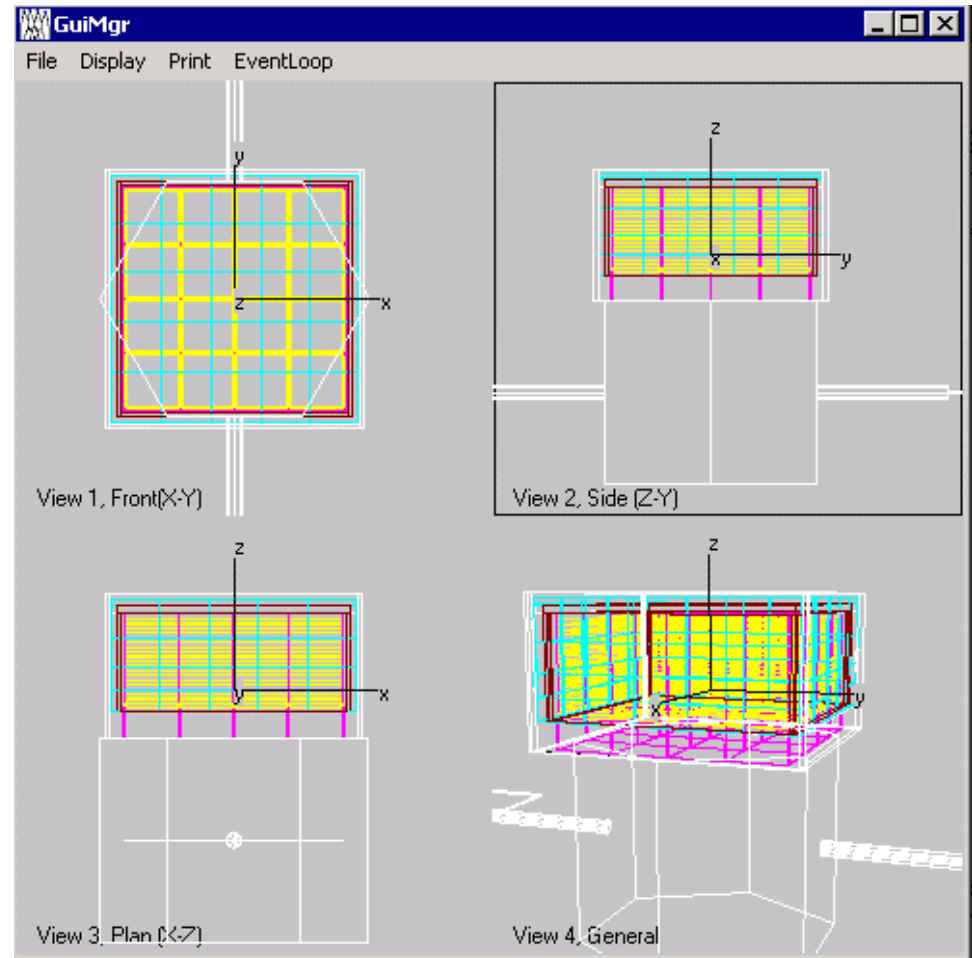 GuiMgr
File Display Print EventLoop
y
z x
View 1, Front(X-Y)
z
x y
View 2, Side (Z-Y)
z
y x
View 3, Plan (X-Z)
z
x y
View 4, General